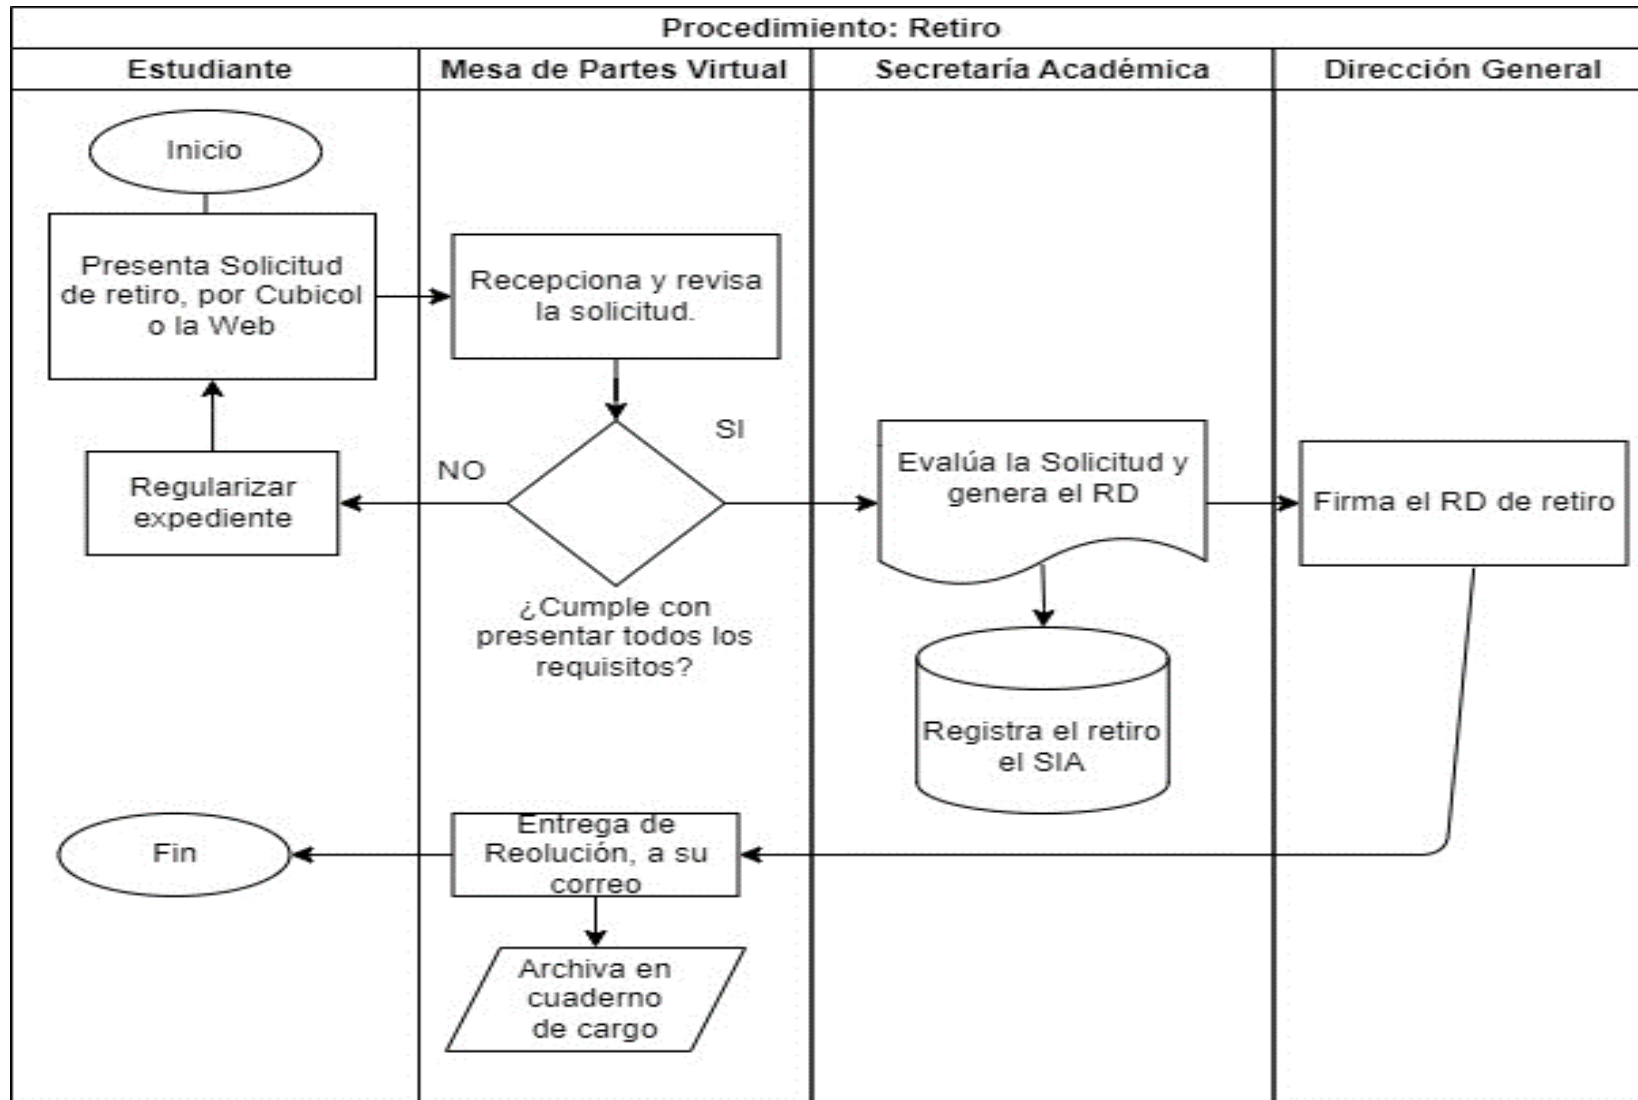 Procedimiento: Retiro
Estudiante
Mesa de Partes Virtual
Secretaría Académica
Dirección General
Inicio
Presenta Solicitud
de retiro, por Cubicol
o la Web
Recepciona y revisa
la solicitud.
SI
NO
Regularizar
expediente
¿Cumple con
presentar todos los
requisitos?
Evalúa la Solicitud y
genera el RD
Firma el RD de retiro
Registra el retiro
el SIA
Entrega de
Reolución, a su
correo
Fin
Archiva en
cuaderno
de cargo